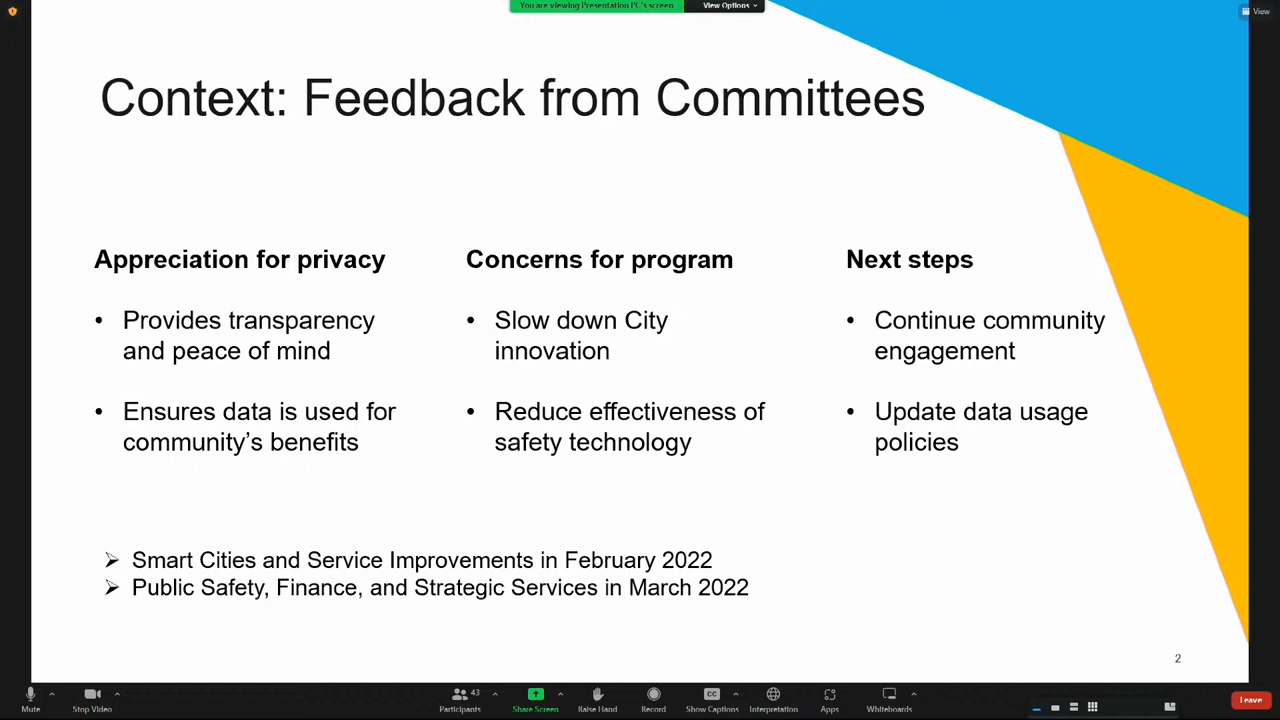 You are viewing Presentation PC's screen
View Options
View
Context: Feedback from Committees
Appreciation for privacy
• Provides transparency
and peace of mind
• Ensures data is used for
community's benefits
Concerns for program
• Slow down City
innovation
• Reduce effectiveness of
safety technology
Next steps
• Continue community
engagement
• Update data usage
policies
➢ Smart Cities and Service Improvements in February 2022
➢ Public Safety, Finance, and Strategic Services in March 2022
2
Mute
Stop Video
43
Participants
Share Screen
Raise Hand
Record
CC
Show Captions
Interpretation
Apps
Whiteboards
Leave